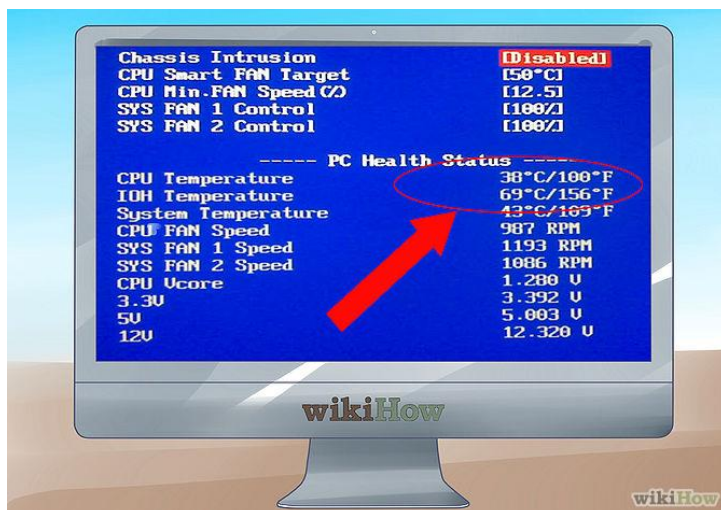 Chassis Intrusion [Disabled]
CPU Smart FAN Target [50°C]
CPU Min.FAN Speed(%) [12.5]
SYS FAN 1 Control [100%]
SYS FAN 2 Control [100%]
----- PC Health Status -----
CPU Temperature 38°C/100°F
IOH Temperature 69°C/156°F
System Temperature 43°C/109°F
CPU FAN Speed 987 RPM
SYS FAN 1 Speed 1193 RPM
SYS FAN 2 Speed 1086 RPM
CPU Vcore 1.280 V
3.3V 3.392 V
5V 5.003 V
12V 12.320 V
wikiHow
wikiHow